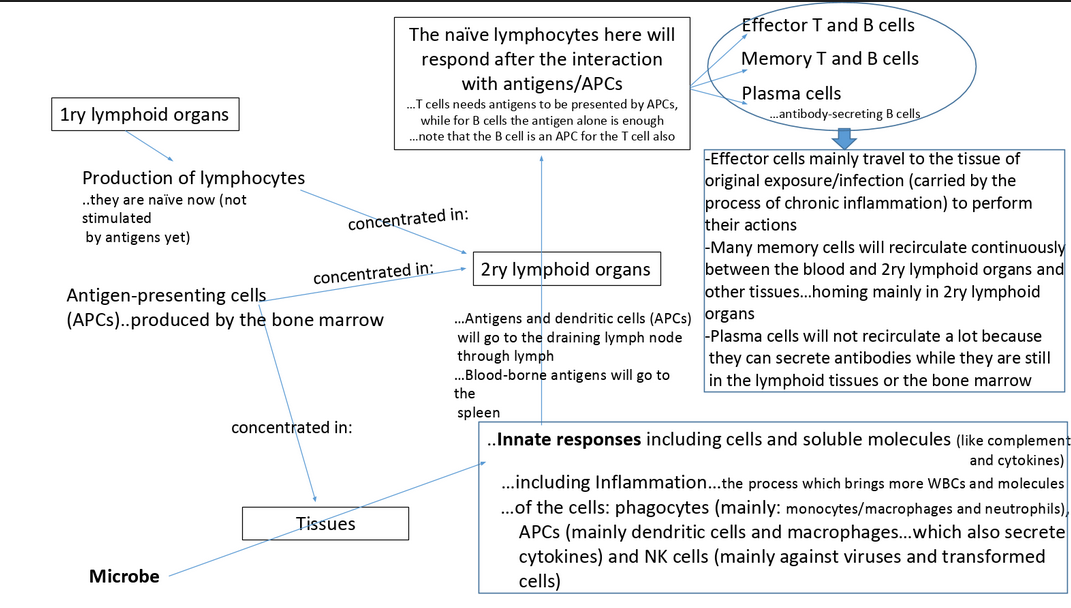 The naïve lymphocytes here will
respond after the interaction
with antigens/APCs
...T cells needs antigens to be presented by APCs,
while for B cells the antigen alone is enough
...note that the B cell is an APC for the T cell also
Effector T and B cells
Memory T and B cells
Plasma cells
...antibody-secreting B cells
1ry lymphoid organs
Production of lymphocytes
..they are naïve now (not
stimulated
by antigens yet)
concentrated in:
concentrated in:
2ry lymphoid organs
Antigen-presenting cells
(APCs)..produced by the bone marrow
-Effector cells mainly travel to the tissue of
original exposure/infection (carried by the
process of chronic inflammation) to perform
their actions
-Many memory cells will recirculate continuously
between the blood and 2ry lymphoid organs and
other tissues...homing mainly in 2ry lymphoid
organs
-Plasma cells will not recirculate a lot because
they can secrete antibodies while they are still
in the lymphoid tissues or the bone marrow
...Antigens and dendritic cells (APCs)
will go to the draining lymph node
through lymph
...Blood-borne antigens will go to
the
spleen
concentrated in:
Tissues
Microbe
..Innate responses including cells and soluble molecules (like complement
and cytokines)
...including Inflammation...the process which brings more WBCs and molecules
...of the cells: phagocytes (mainly: monocytes/macrophages and neutrophils),
APCs (mainly dendritic cells and macrophages...which also secrete
cytokines) and NK cells (mainly against viruses and transformed
cells)